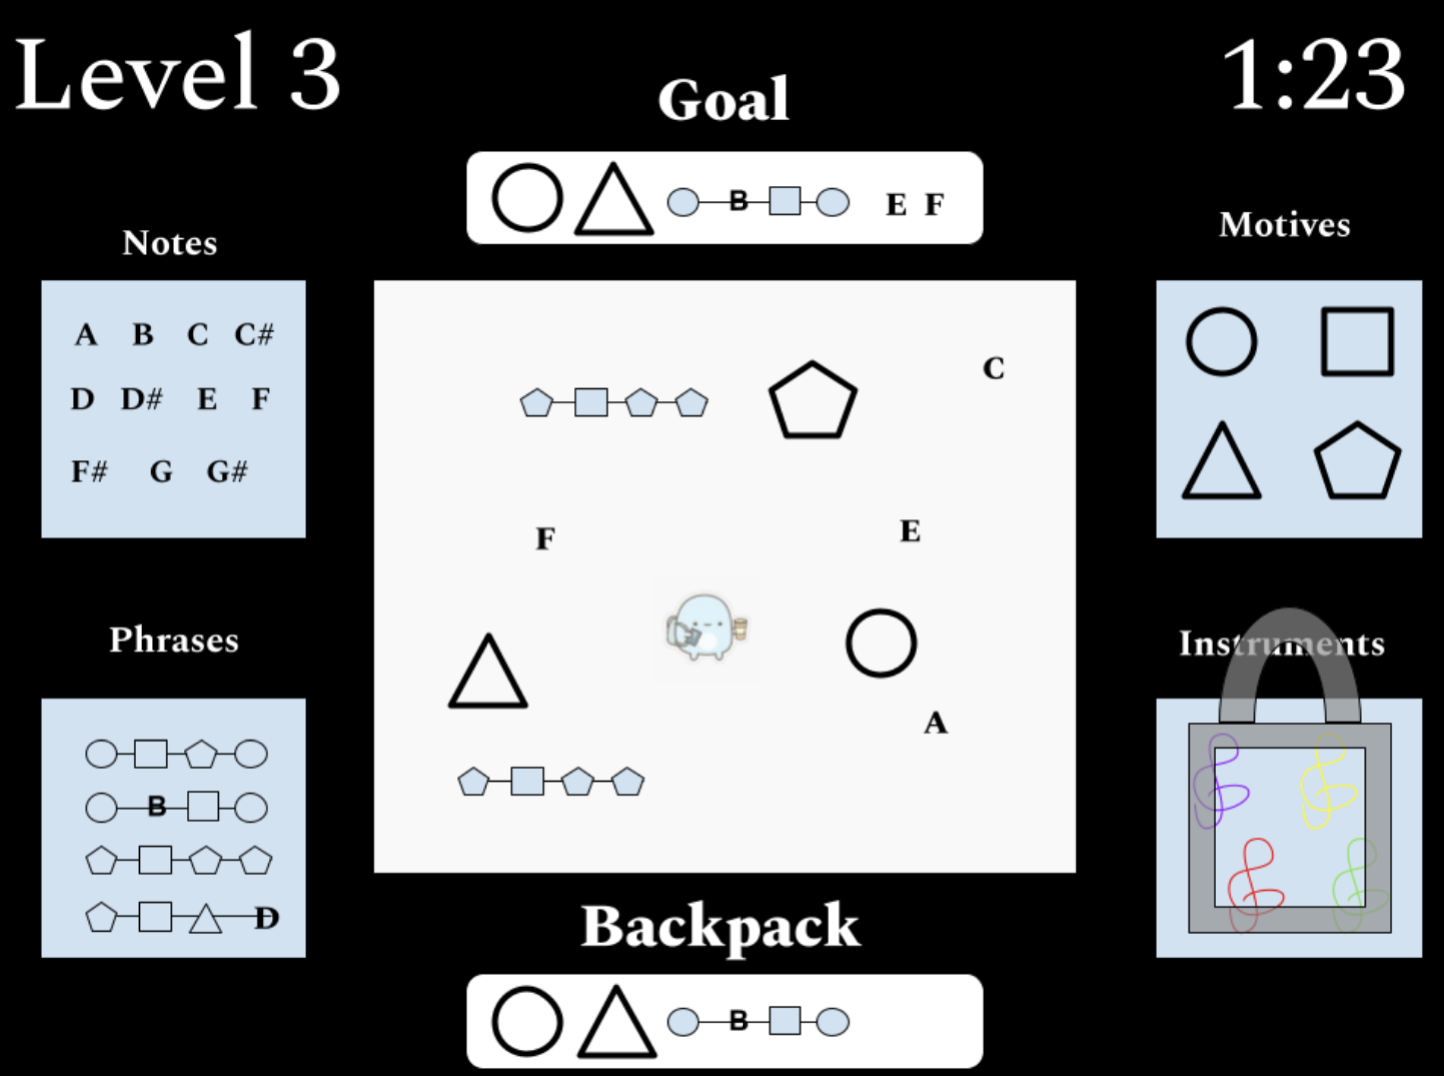 Level 3
1:23
Goal
B E F
Notes
A B C C#
D D# E F
F# G G#
Motives
C
F E
A
Phrases
B
D
Instruments
Backpack
B